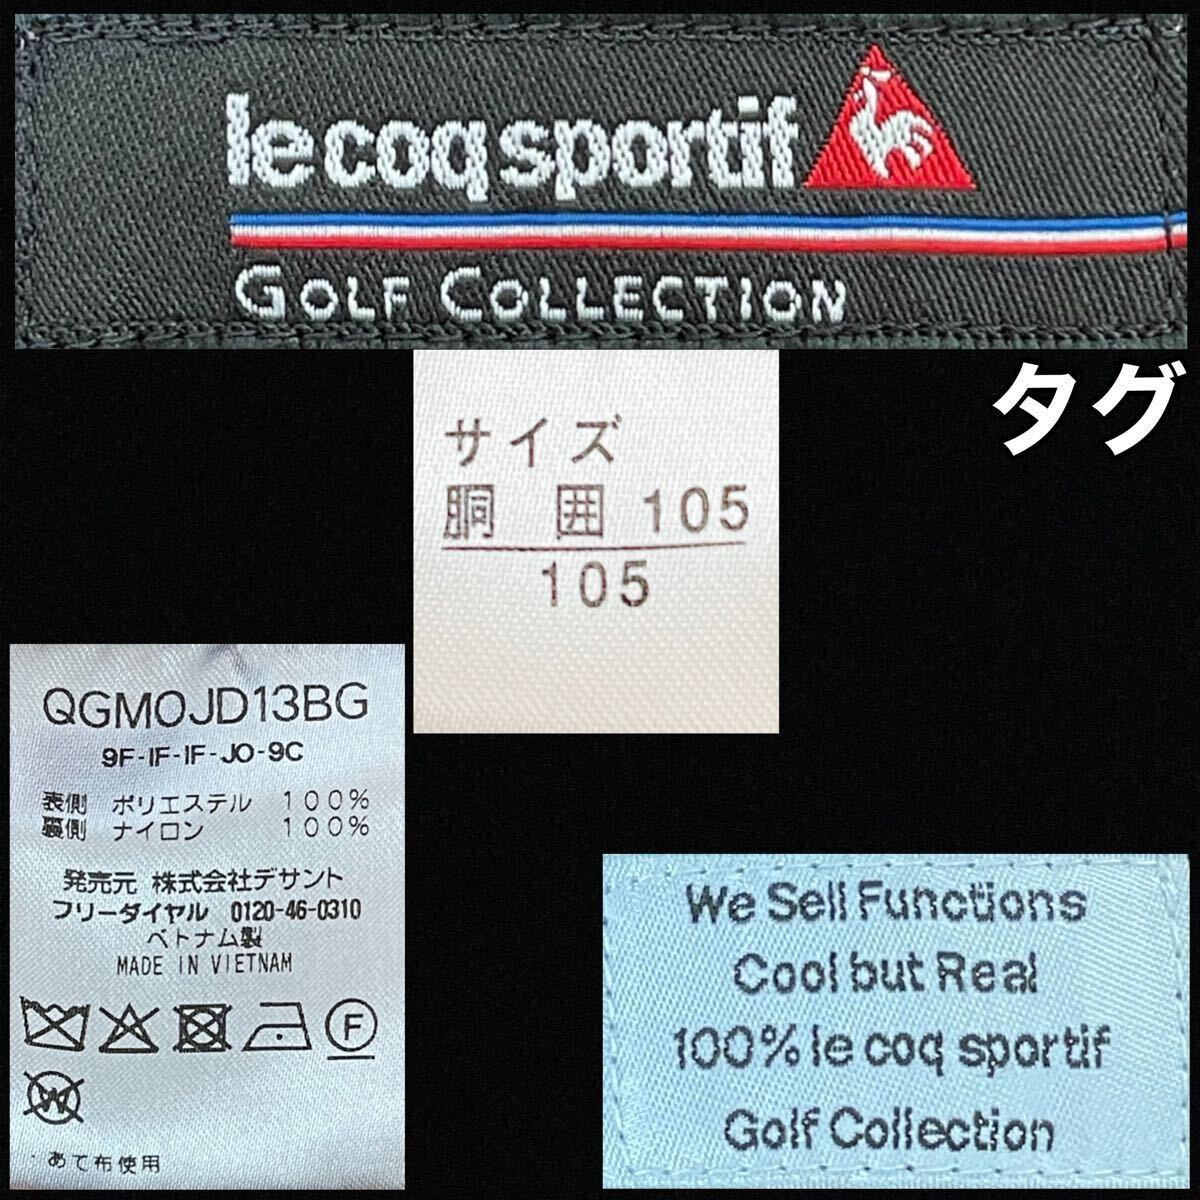 le coq sportif
GOLF COLLECTION
タグ
サイズ
胴 囲 105
105
QGMOJD13BG
9F-IF-IF-JO-9C
表側 ポリエステル 100%
裏側 ナイロン 100%
発売元 株式会社デサント
フリーダイヤル 0120-46-0310
ベトナム製
MADE IN VIETNAM
F
W
・あて布使用
We Sell Functions
Cool but Real
100% le coq sportif
Golf Collection